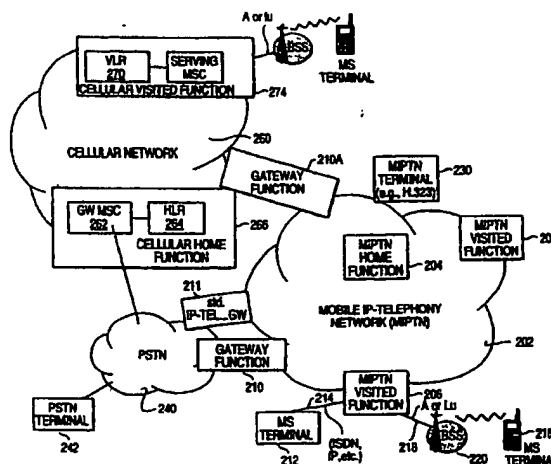 A or Iu
BSS
MS
TERMINAL
VLR
270
SERVING
MSC
CELLULAR VISITED FUNCTION
274
260
CELLULAR NETWORK
GATEWAY
FUNCTION
210A
MIPTN
TERMINAL
(e.g., H.323)
230
GW MSC
262
HLR
264
CELLULAR HOME
FUNCTION
266
MIPTN
VISITED
FUNCTION
20
MIPTN
HOME
FUNCTION
204
211
std.
IP-TEL. GW
MOBILE IP-TELEPHONY
NETWORK (MIPTN)
202
PSTN
GATEWAY
FUNCTION
210
240
PSTN
TERMINAL
242
214
MIPTN
VISITED
FUNCTION
206
A or Lu
218
MS
TERMINAL
212
(ISDN,
IP, etc.)
BSS
220
MS
TERMINAL